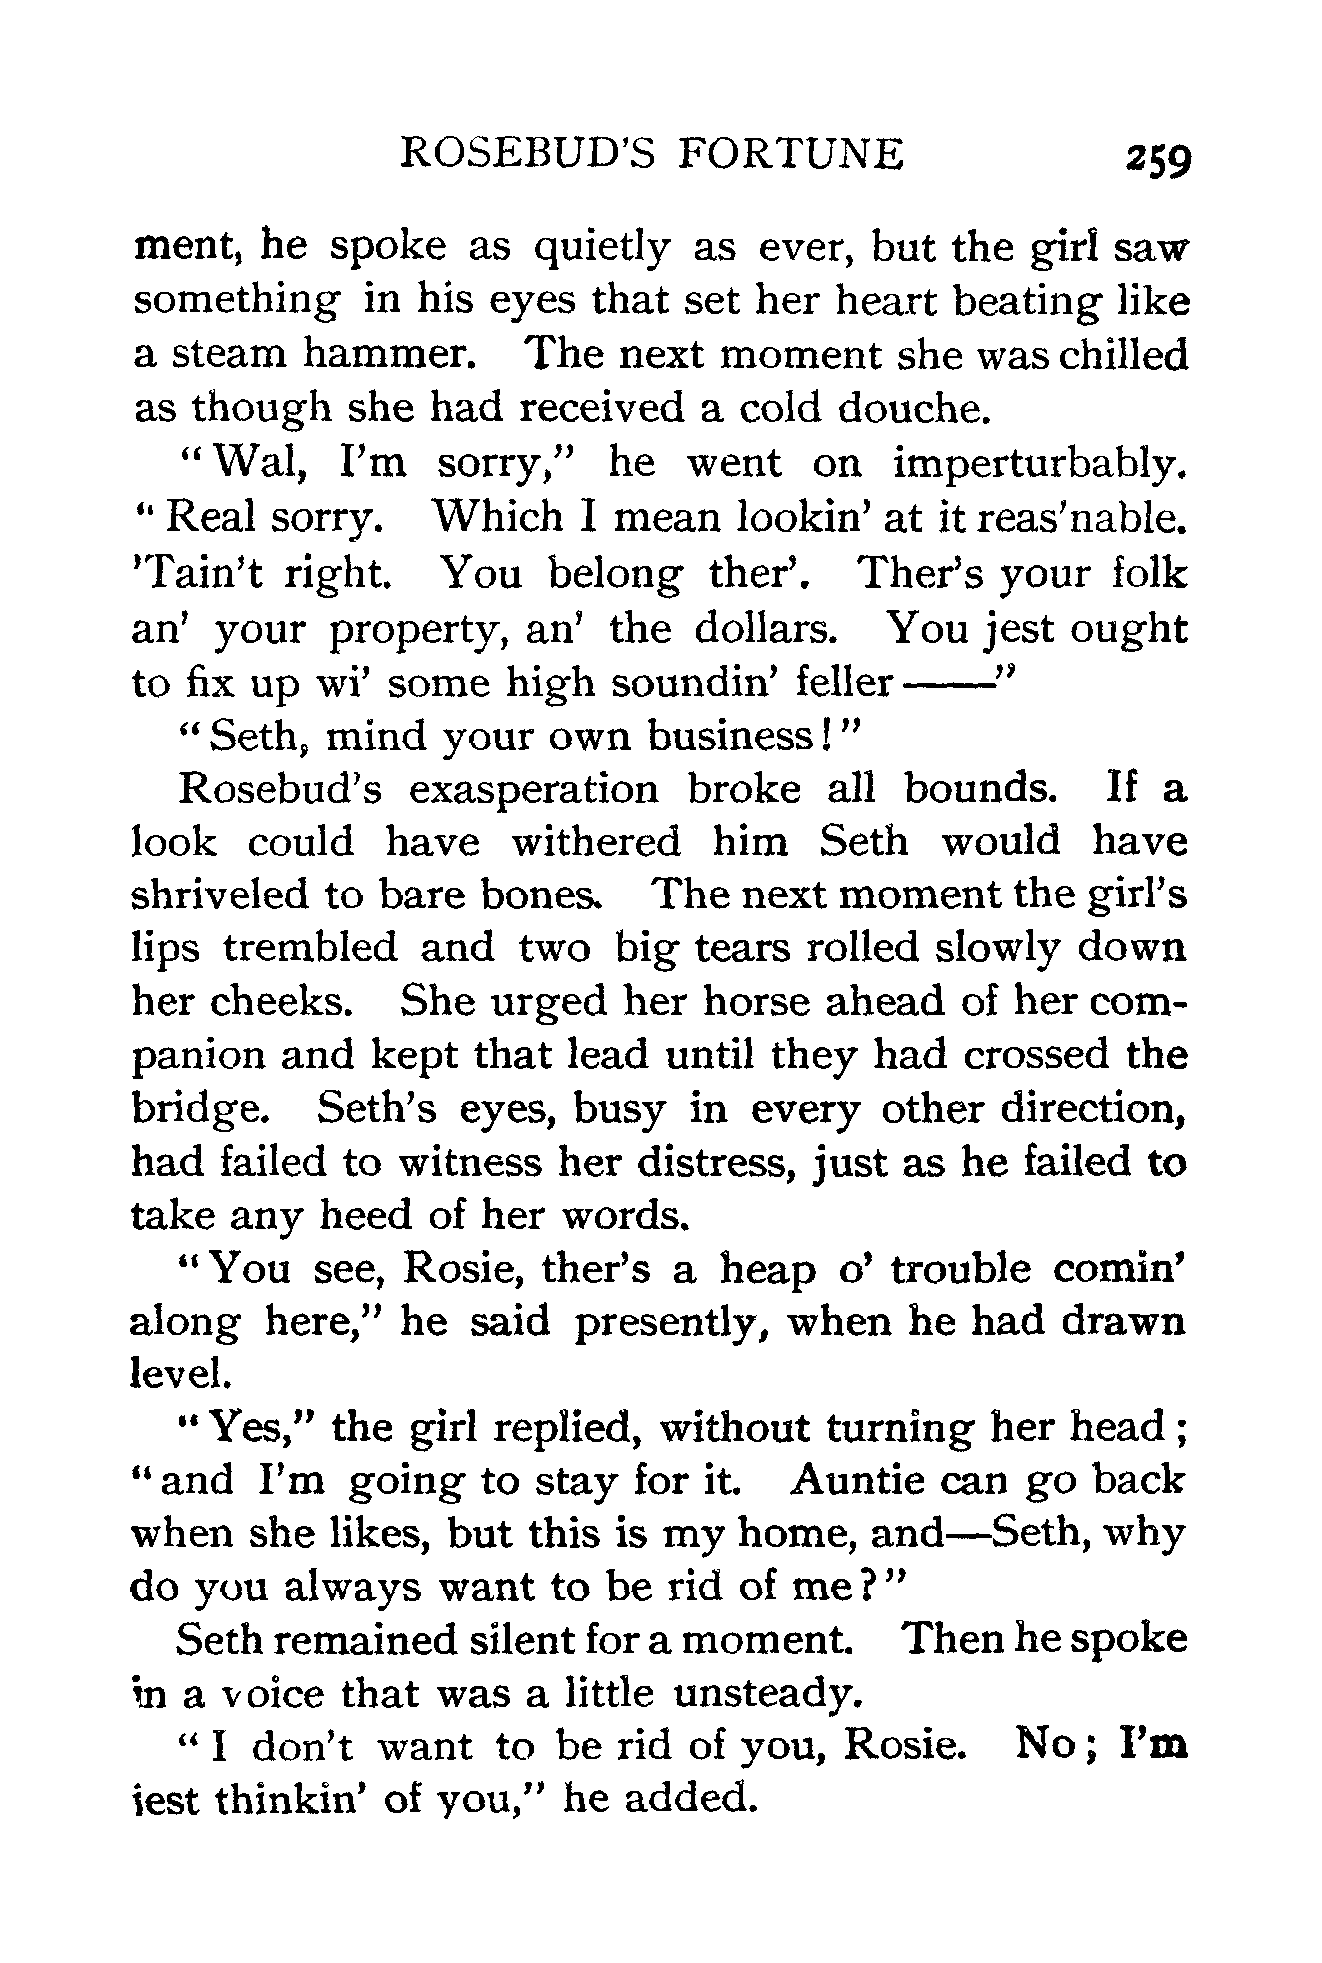 ROSEBUD'S FORTUNE 259
ment, he spoke as quietly as ever, but the girl saw
something in his eyes that set her heart beating like
a steam hammer. The next moment she was chilled
as though she had received a cold douche.
"Wal, I'm sorry," he went on imperturbably.
"Real sorry. Which I mean lookin' at it reas'nable.
'Tain't right. You belong ther'. Ther's your folk
an' your property, an' the dollars. You jest ought
to fix up wi' some high soundin' feller——"
"Seth, mind your own business!"
Rosebud's exasperation broke all bounds. If a
look could have withered him Seth would have
shriveled to bare bones. The next moment the girl's
lips trembled and two big tears rolled slowly down
her cheeks. She urged her horse ahead of her com-
panion and kept that lead until they had crossed the
bridge. Seth's eyes, busy in every other direction,
had failed to witness her distress, just as he failed to
take any heed of her words.
"You see, Rosie, ther's a heap o' trouble comin'
along here," he said presently, when he had drawn
level.
"Yes," the girl replied, without turning her head;
"and I'm going to stay for it. Auntie can go back
when she likes, but this is my home, and—Seth, why
do you always want to be rid of me?"
Seth remained silent for a moment. Then he spoke
in a voice that was a little unsteady.
"I don't want to be rid of you, Rosie. No; I'm
jest thinkin' of you," he added.